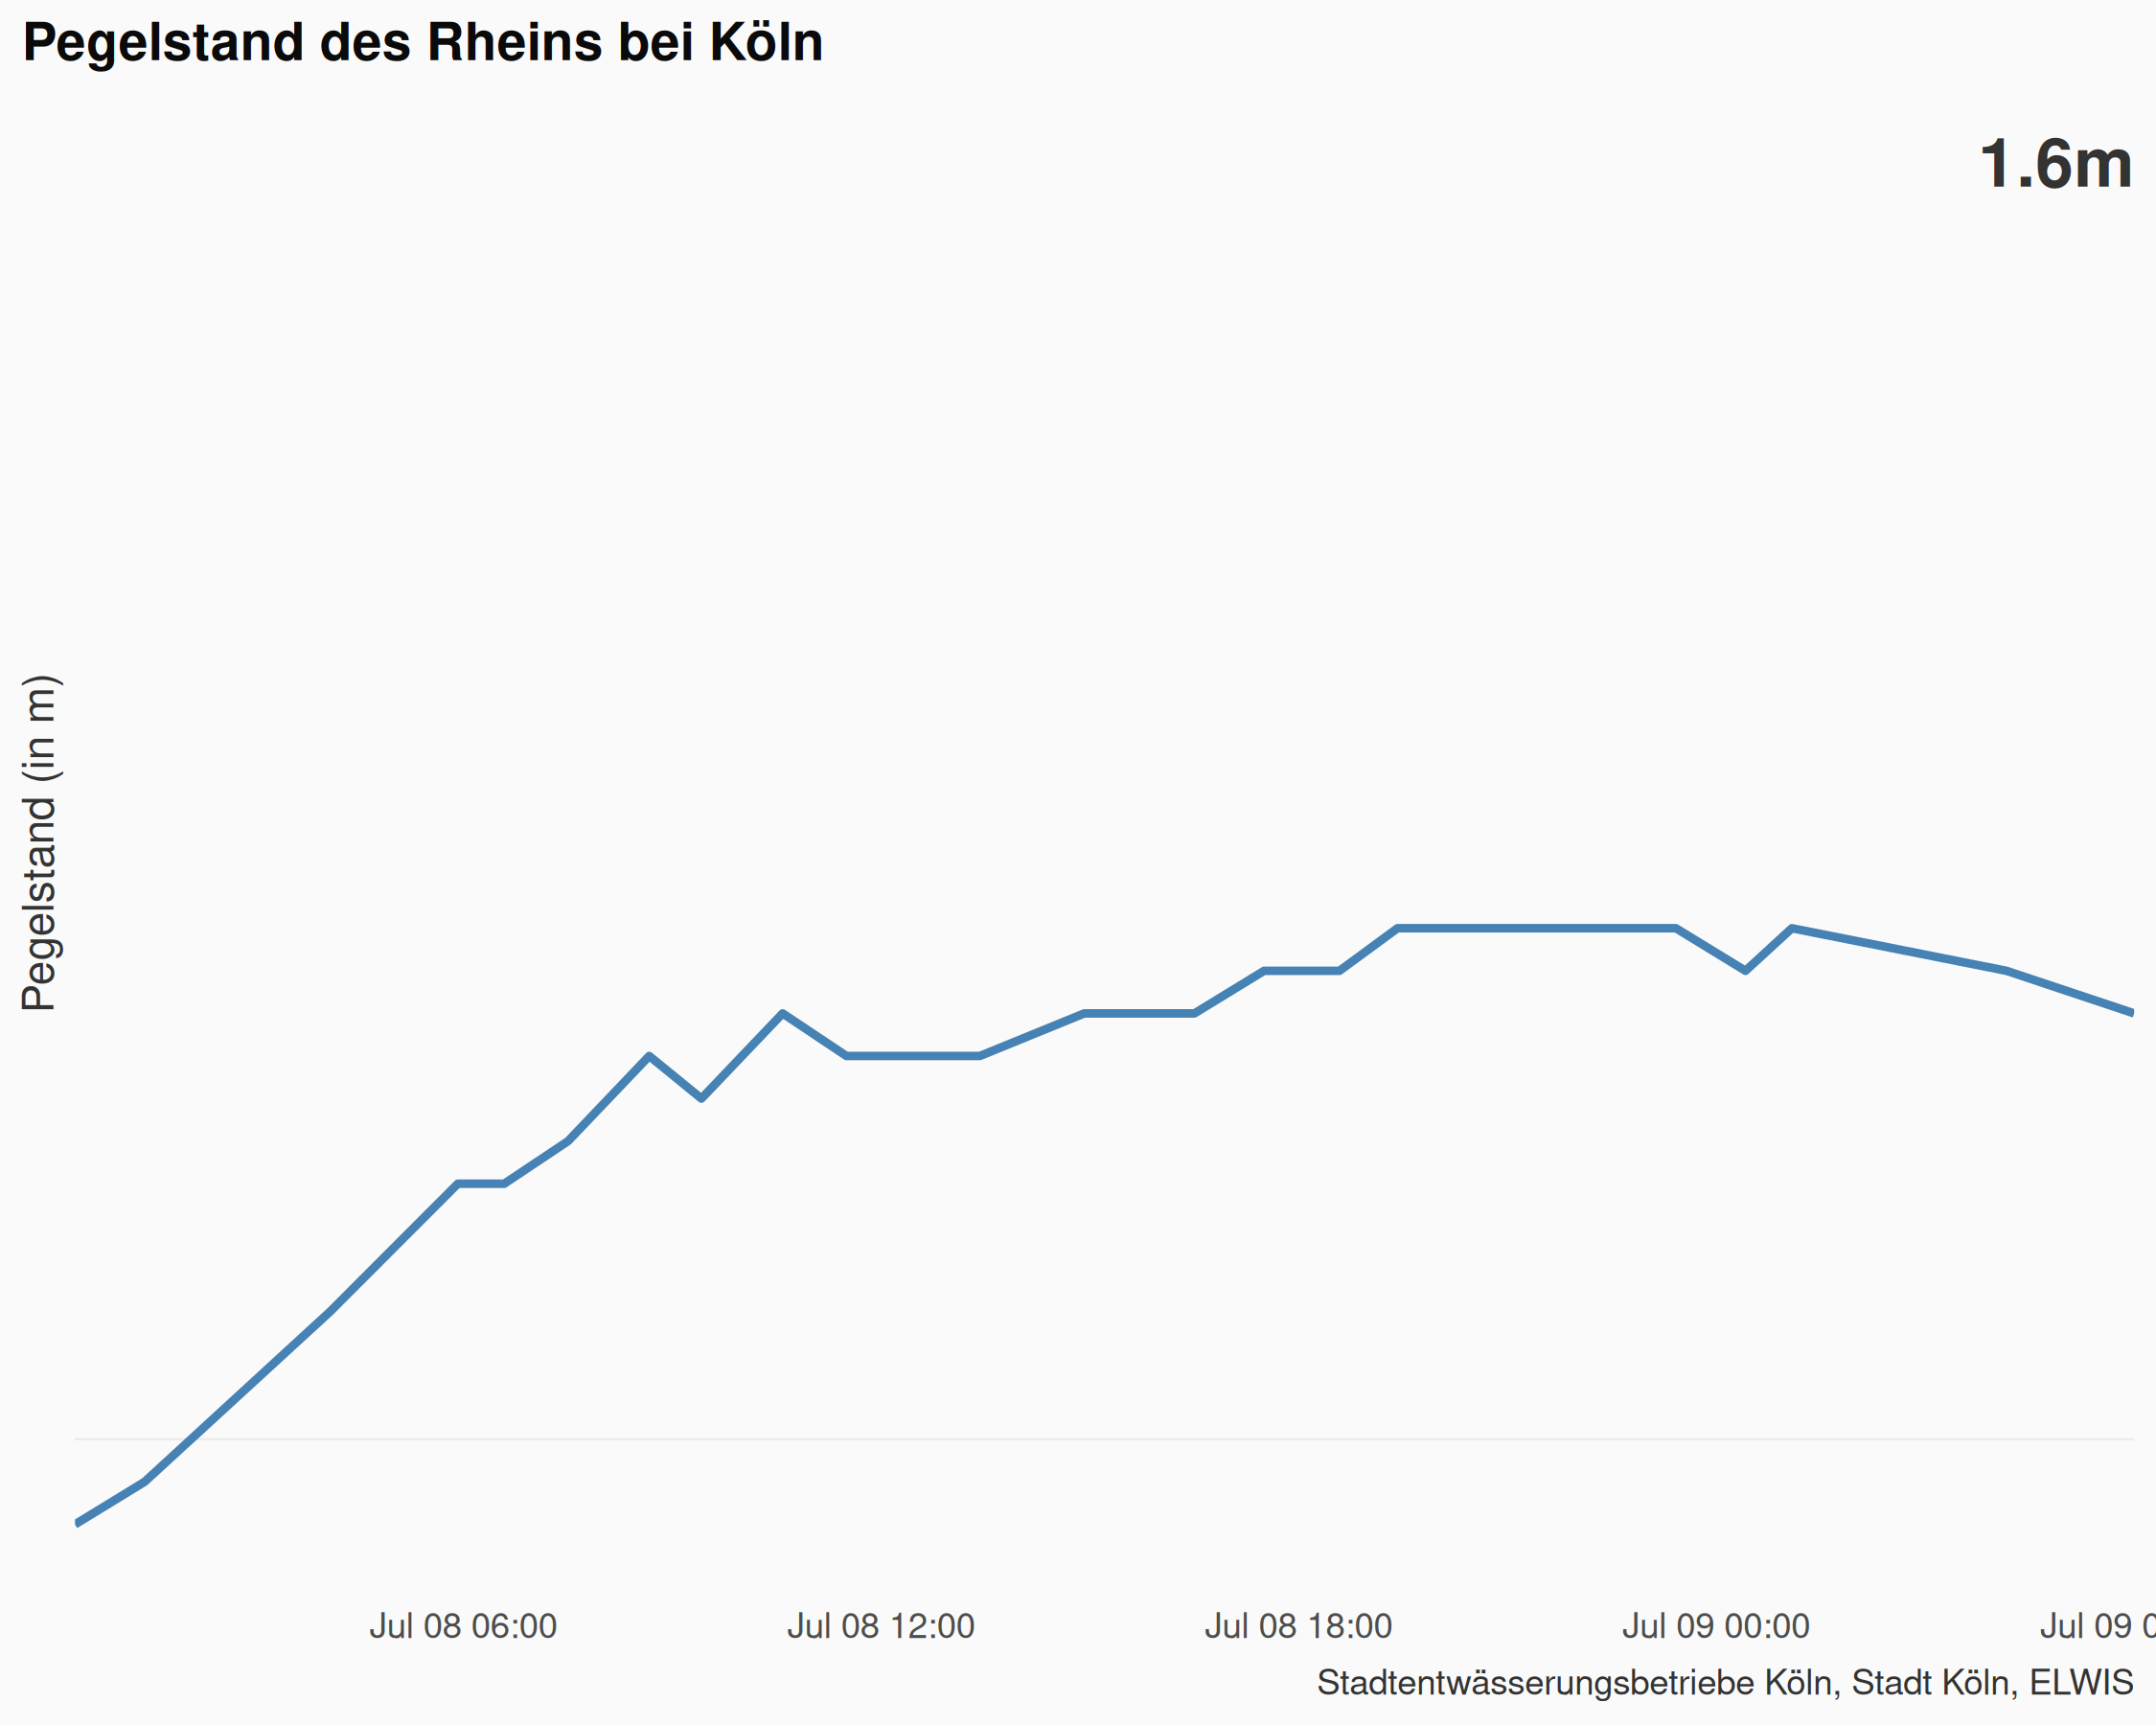 Pegelstand des Rheins bei Köln
1.6m
Pegelstand (in m)
Jul 08 06:00 Jul 08 12:00 Jul 08 18:00 Jul 09 00:00 Jul 09 0
Stadtentwässerungsbetriebe Köln, Stadt Köln, ELWIS